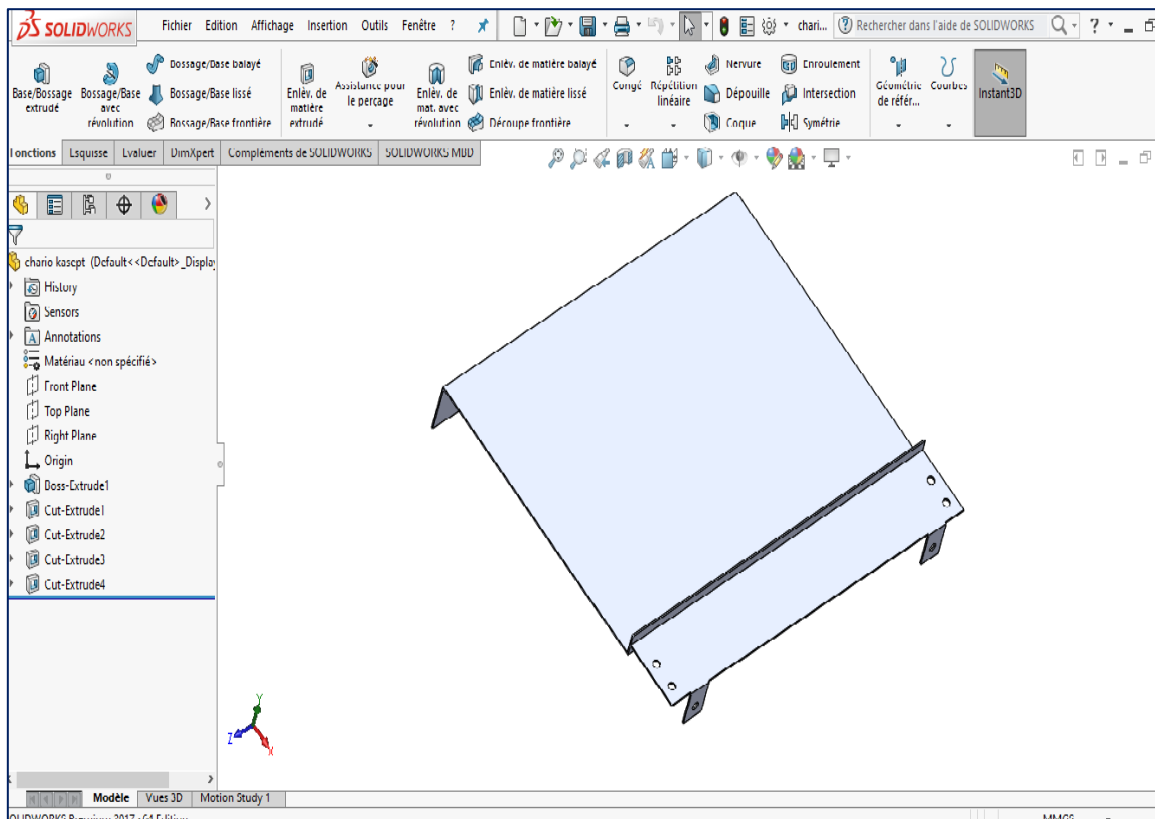 SOLIDWORKS
Fichier Edition Affichage Insertion Outils Fenêtre ?
chari...
Rechercher dans l'aide de SOLIDWORKS
?
Base/Bossage extrudé
Bossage/Base avec révolution
Bossage/Base balayé
Bossage/Base lissé
Bossage/Base frontière
Enlèv. de matière extrudé
Assistance pour le perçage
Enlèv. de mat. avec révolution
Enlèv. de matière balayé
Enlèv. de matière lissé
Découpe frontière
Congé
Répétition linéaire
Nervure
Dépouille
Coque
Enroulement
Intersection
Symétrie
Géométrie de référ...
Courbes
Instant3D
Fonctions Esquisse Evaluer DimXpert Compléments de SOLIDWORKS SOLIDWORKS MBD
(Default<<Default>_Display
History
Sensors
Annotations
Matériau <non spécifié>
Front Plane
Top Plane
Right Plane
Origin
Boss-Extrude1
Cut-Extrude1
Cut-Extrude2
Cut-Extrude3
Cut-Extrude4
Y
Z
X
Modèle Vues 3D Motion Study 1